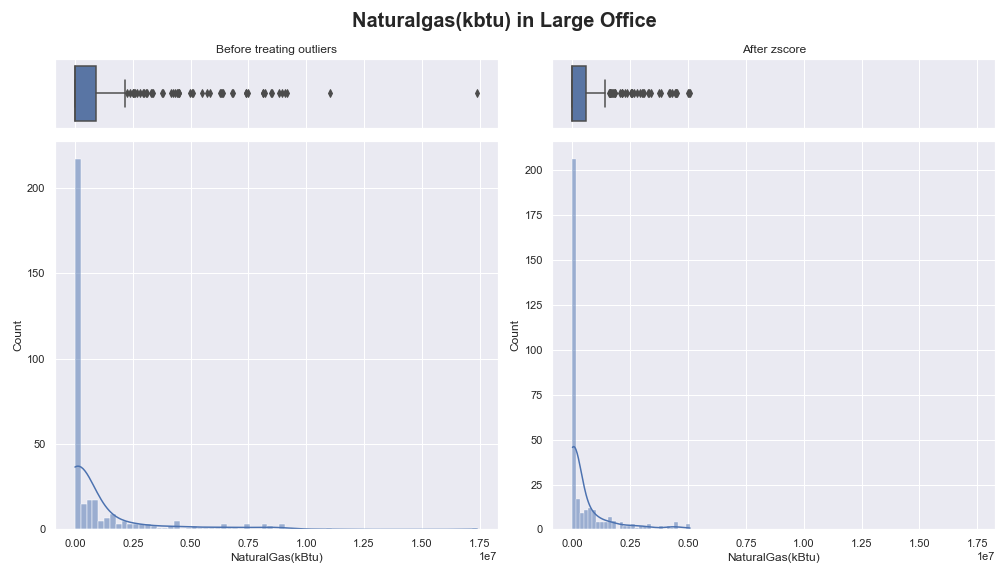 Naturalgas(kbtu) in Large Office
Before treating outliers
After zscore
200
150
100
50
0
Count
0.00 0.25 0.50 0.75 1.00 1.25 1.50 1.75
1e7
NaturalGas(kBtu)
200
175
150
125
100
75
50
25
0
Count
0.00 0.25 0.50 0.75 1.00 1.25 1.50 1.75
1e7
NaturalGas(kBtu)